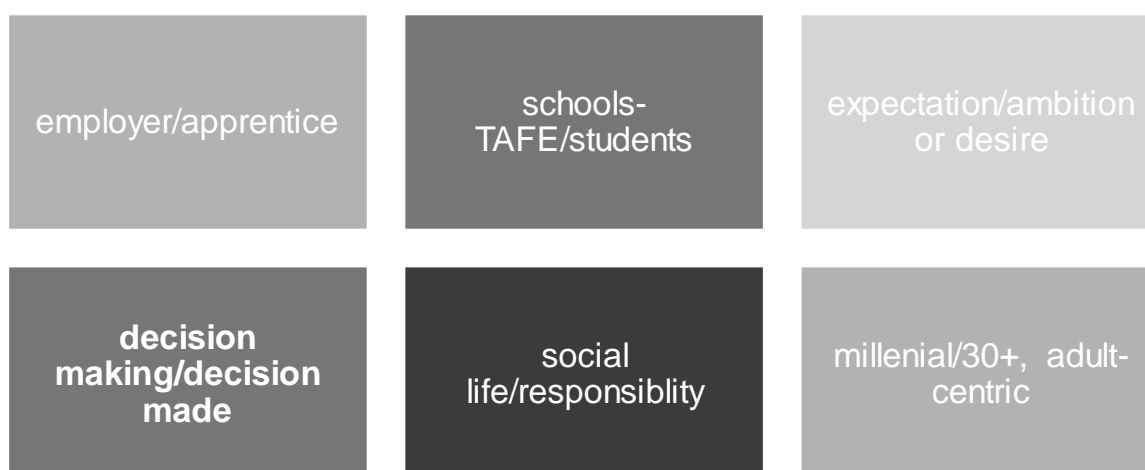 employer/apprentice
schools-
TAFE/students
expectation/ambition
or desire
decision
making/decision
made
social
life/responsiblity
millenial/30+, adult-
centric